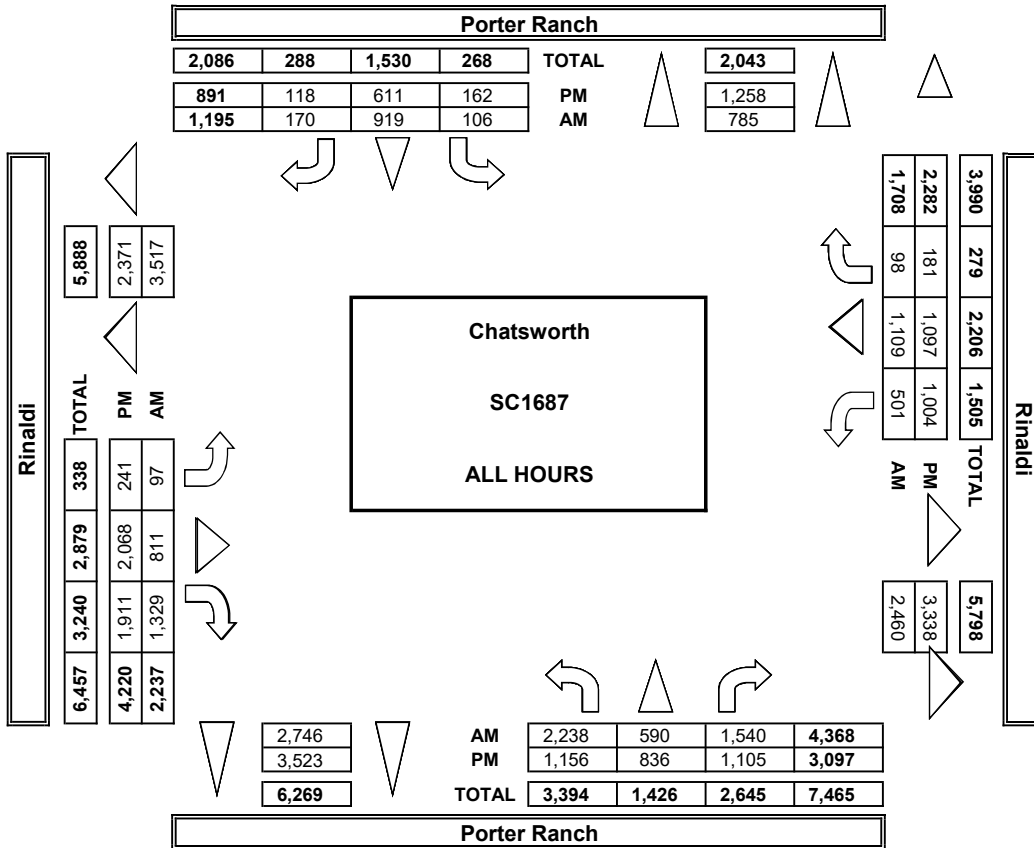 Porter Ranch
2,086 288 1,530 268 TOTAL 2,043
891 118 611 162 PM 1,258
1,195 170 919 106 AM 785
Rinaldi
5,888
2,371
3,517
TOTAL 338 2,879 3,240 6,457
PM 241 2,068 1,911 4,220
AM 97 811 1,329 2,237
Chatsworth
SC1687
ALL HOURS
3,990 279 2,206 1,505 TOTAL 5,798
2,282 181 1,097 1,004 PM 3,338
1,708 98 1,109 501 AM 2,460
Rinaldi
2,746 AM 2,238 590 1,540 4,368
3,523 PM 1,156 836 1,105 3,097
6,269 TOTAL 3,394 1,426 2,645 7,465
Porter Ranch